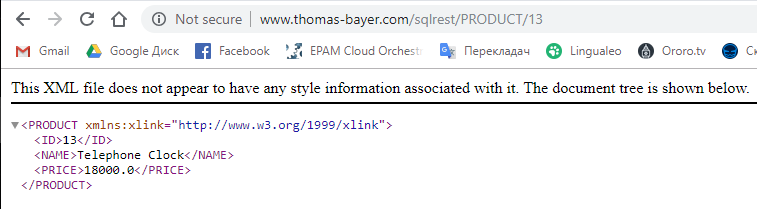 Not secure | www.thomas-bayer.com/sqlrest/PRODUCT/13
Gmail Google Диск Facebook EPAM Cloud Orchest Перекладач Lingualeo Ororo.tv Ск
This XML file does not appear to have any style information associated with it. The document tree is shown below.
▼<PRODUCT xmlns:xlink="http://www.w3.org/1999/xlink">
<ID>13</ID>
<NAME>Telephone Clock</NAME>
<PRICE>18000.0</PRICE>
</PRODUCT>